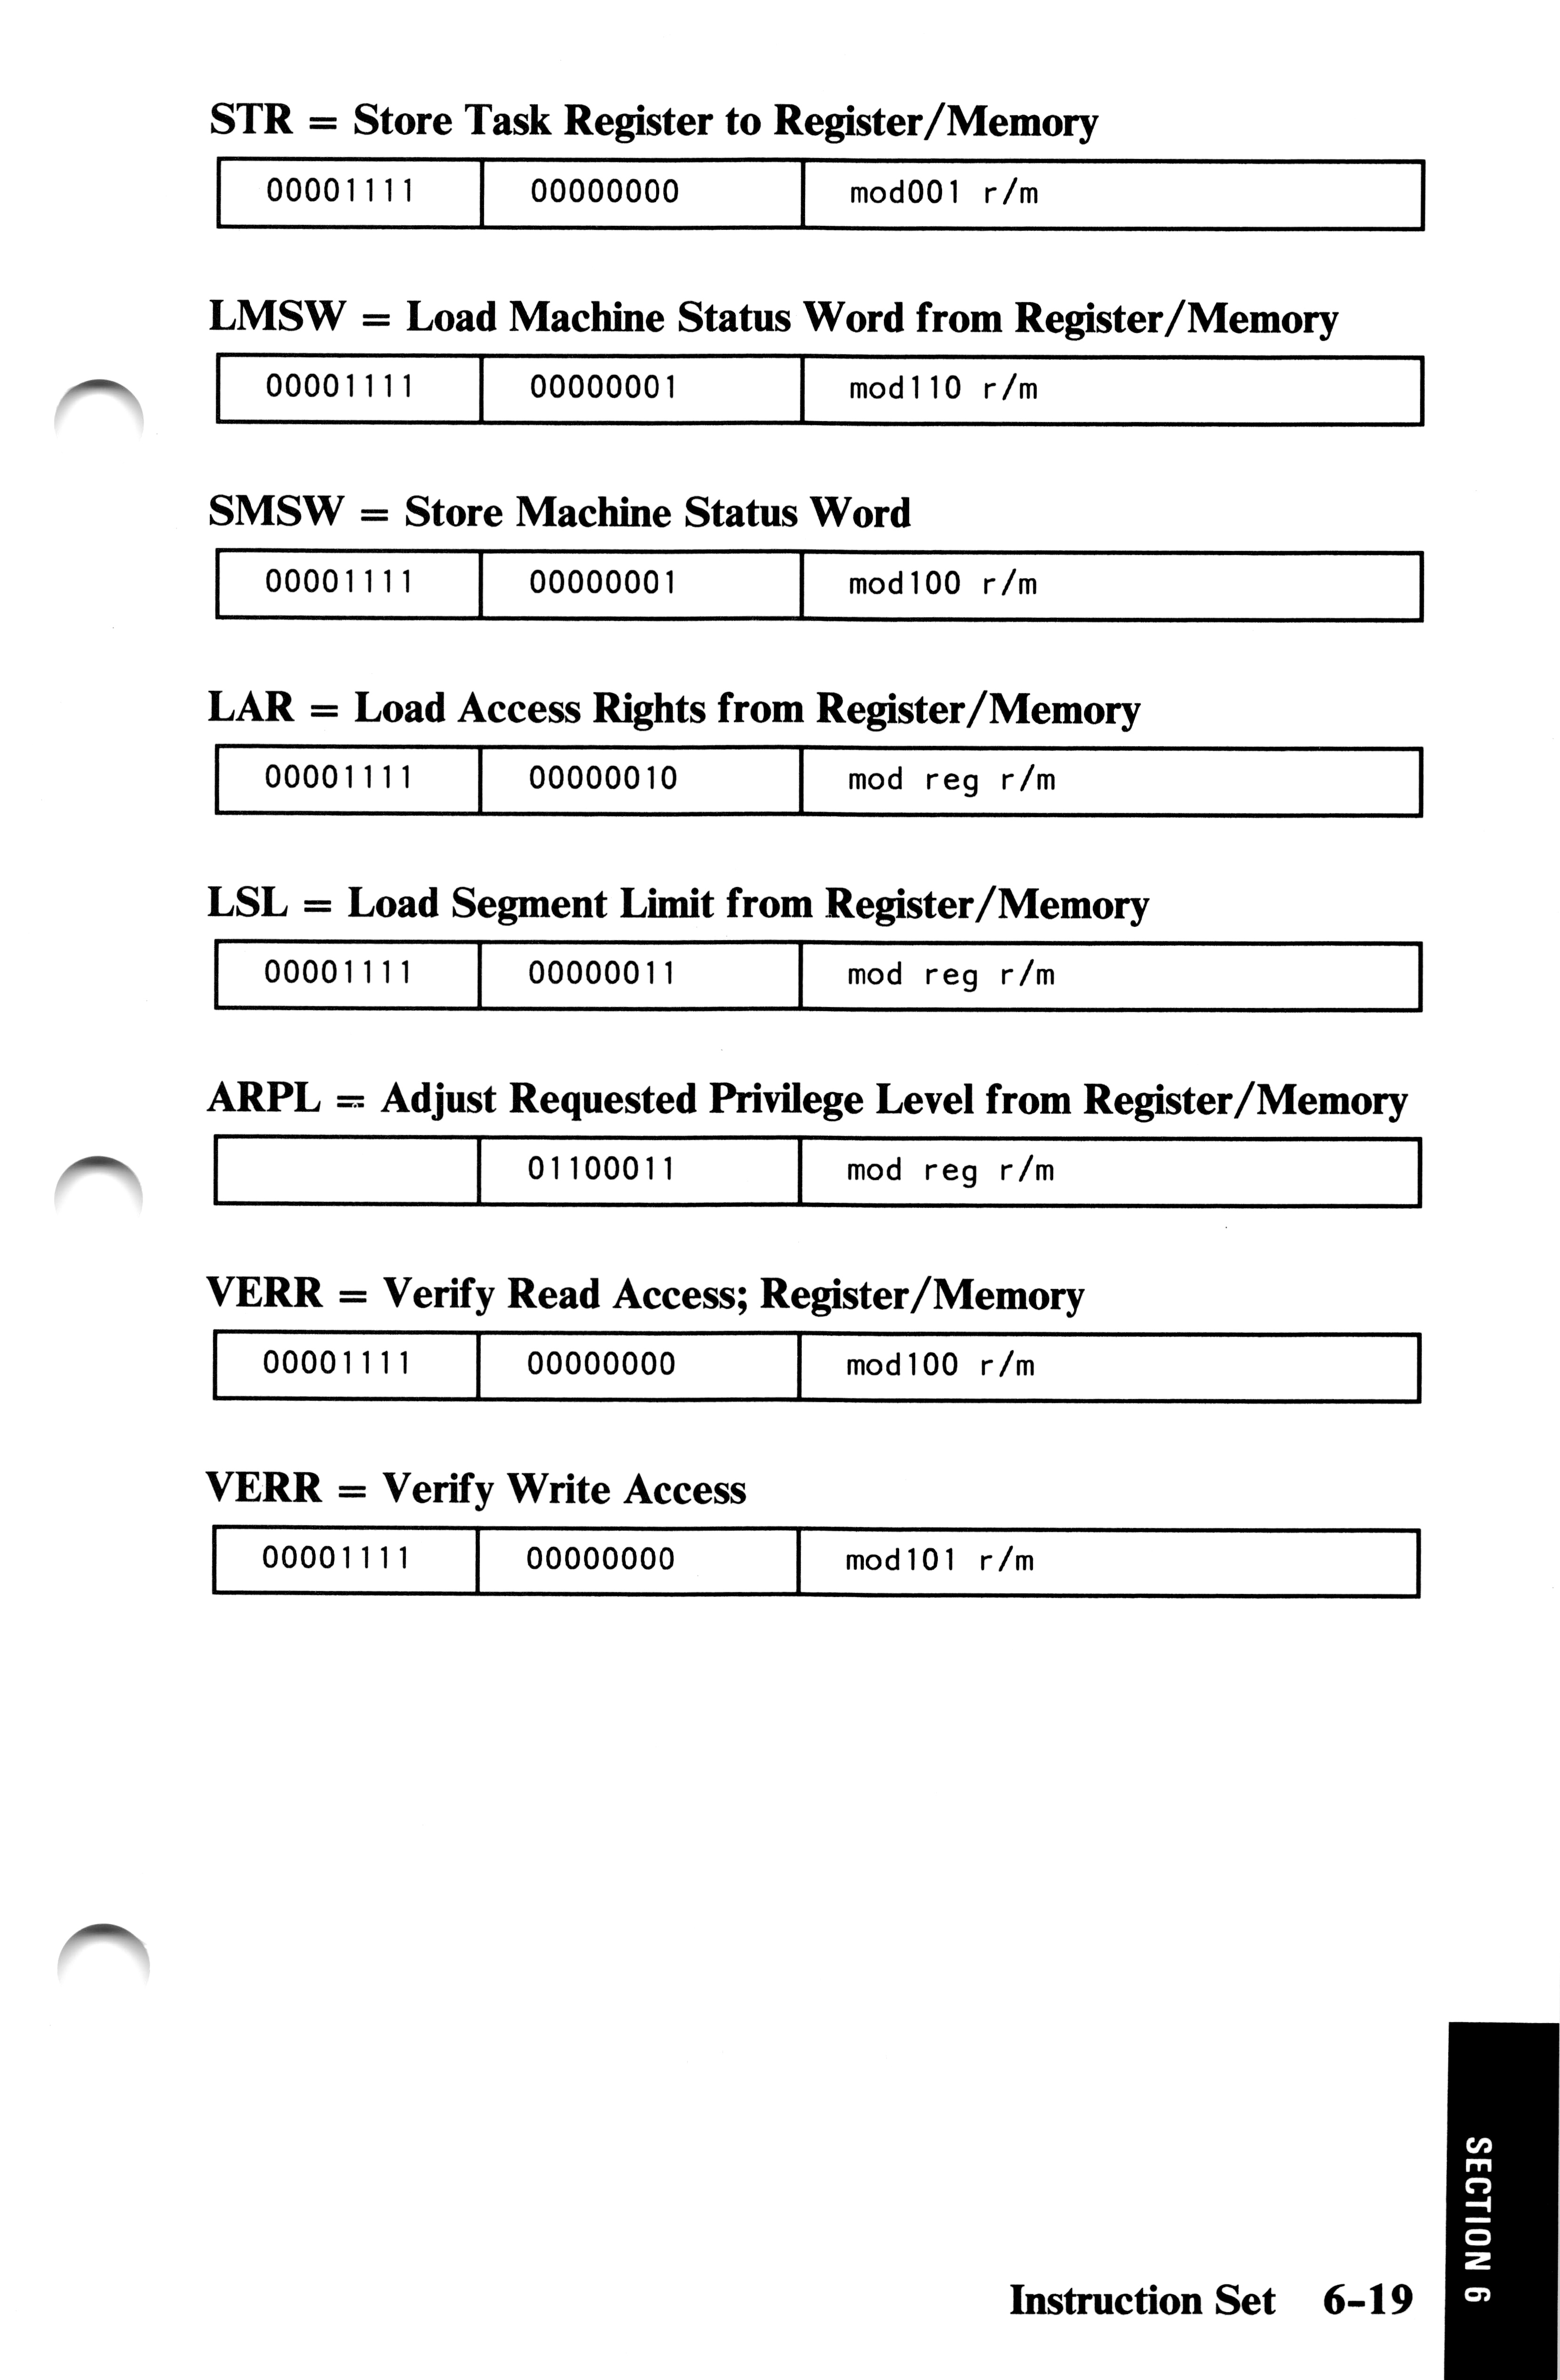 STR = Store Task Register to Register/Memory
00001111 00000000 mod001 r/m
LMSW = Load Machine Status Word from Register/Memory
00001111 00000001 mod110 r/m
SMSW = Store Machine Status Word
00001111 00000001 mod100 r/m
LAR = Load Access Rights from Register/Memory
00001111 00000010 mod reg r/m
LSL = Load Segment Limit from Register/Memory
00001111 00000011 mod reg r/m
ARPL = Adjust Requested Privilege Level from Register/Memory
01100011 mod reg r/m
VERR = Verify Read Access; Register/Memory
00001111 00000000 mod100 r/m
VERR = Verify Write Access
00001111 00000000 mod101 r/m
SECTION 6
Instruction Set 6-19